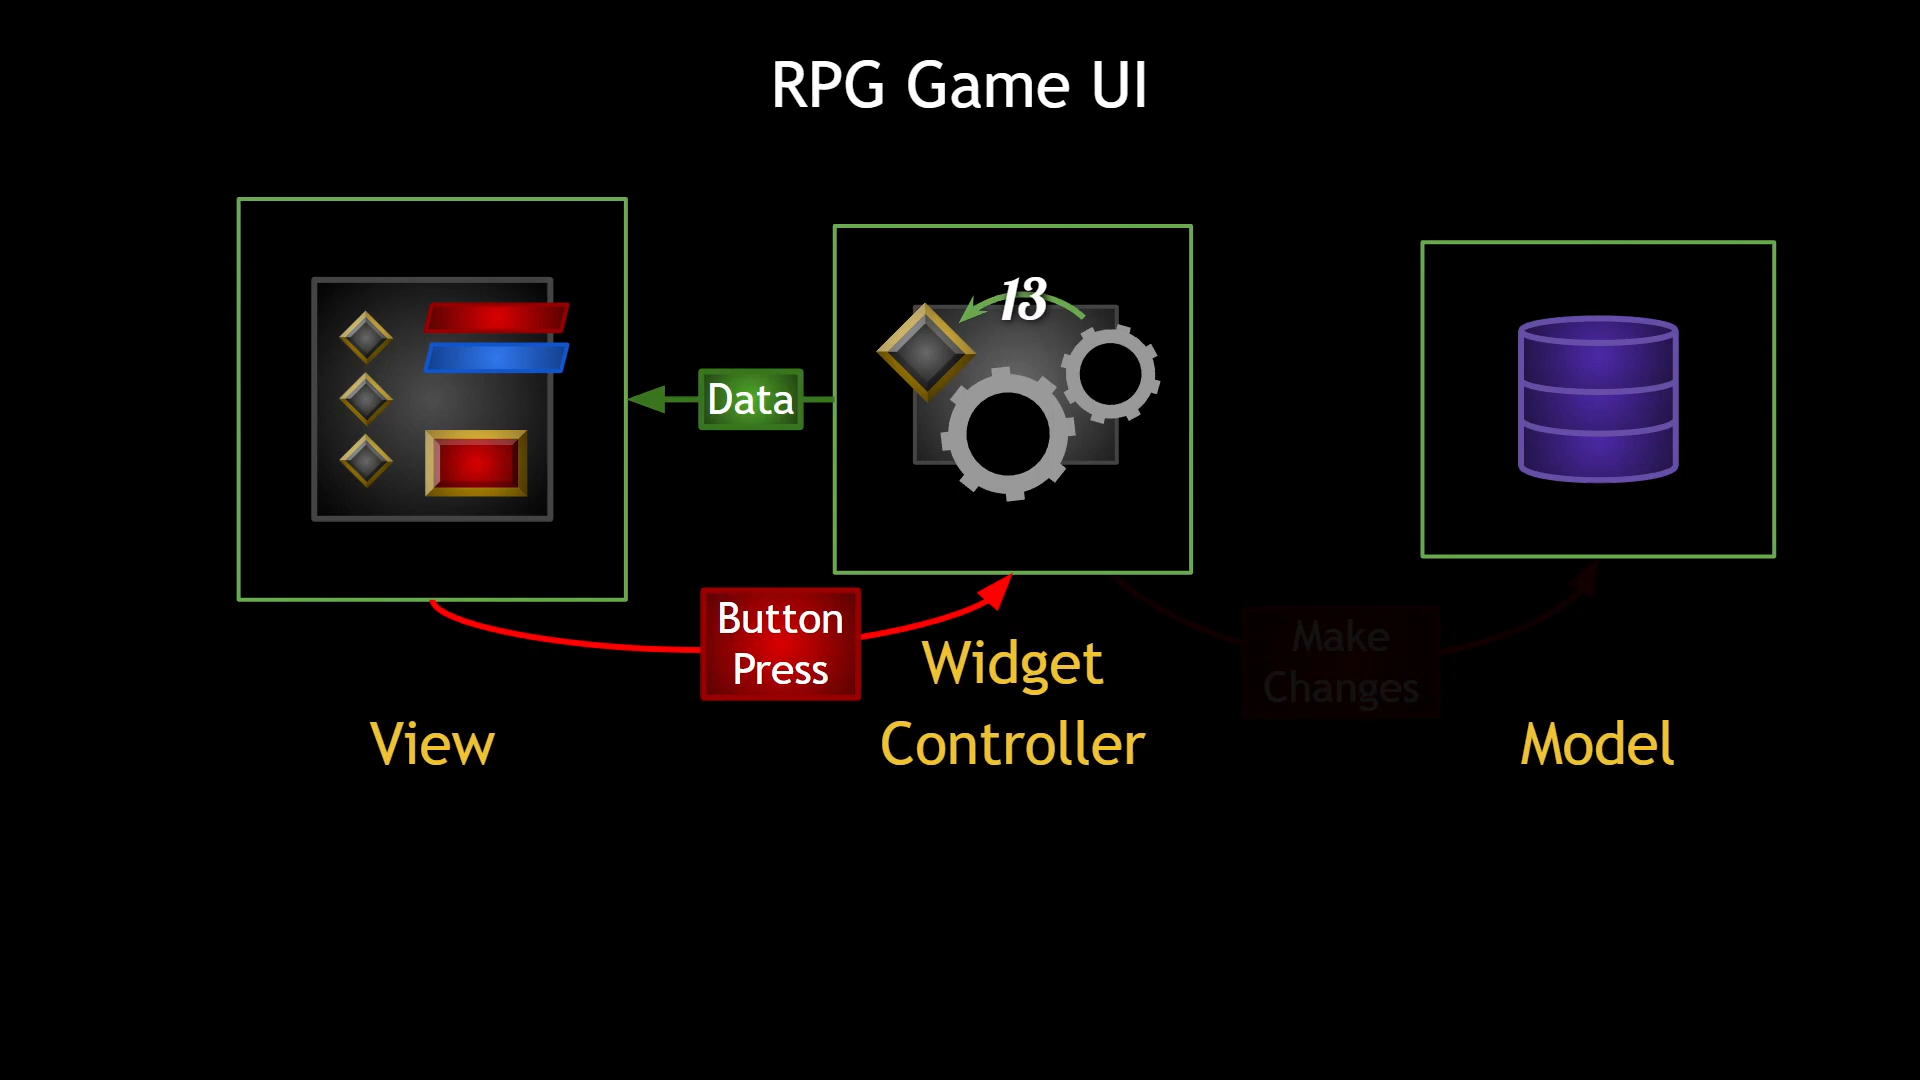 RPG Game UI
13
Data
Button
Press
Make
Changes
View
Widget
Controller
Model